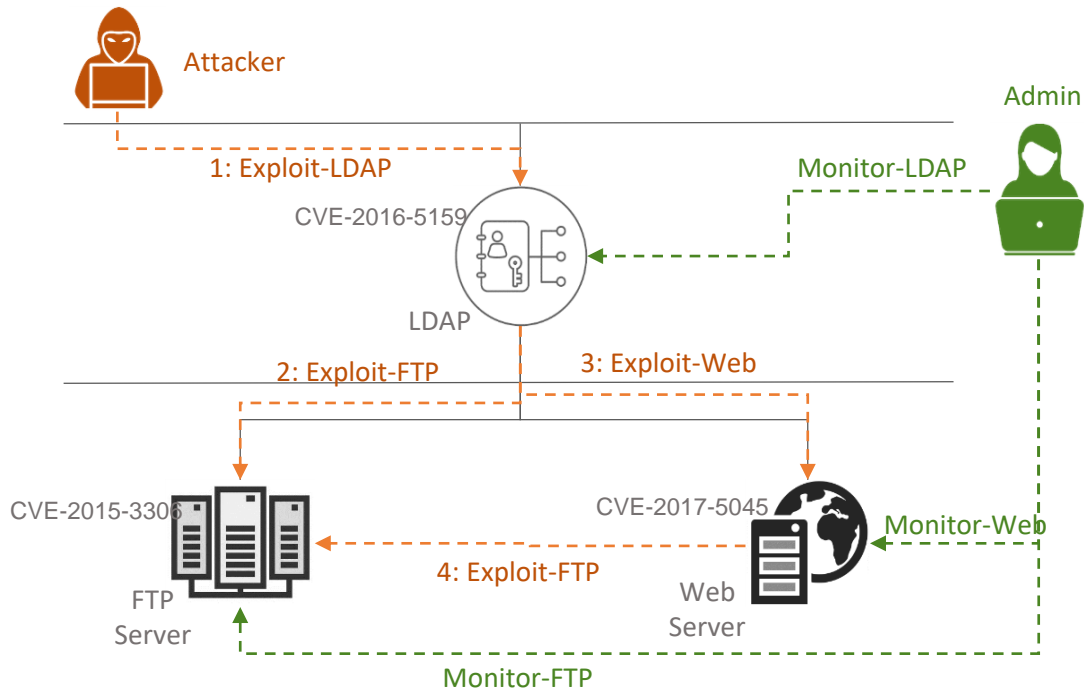 Attacker
Admin
1: Exploit-LDAP
Monitor-LDAP
CVE-2016-5159
LDAP
2: Exploit-FTP
3: Exploit-Web
CVE-2015-3306
CVE-2017-5045
Monitor-Web
4: Exploit-FTP
FTP
Server
Web
Server
Monitor-FTP